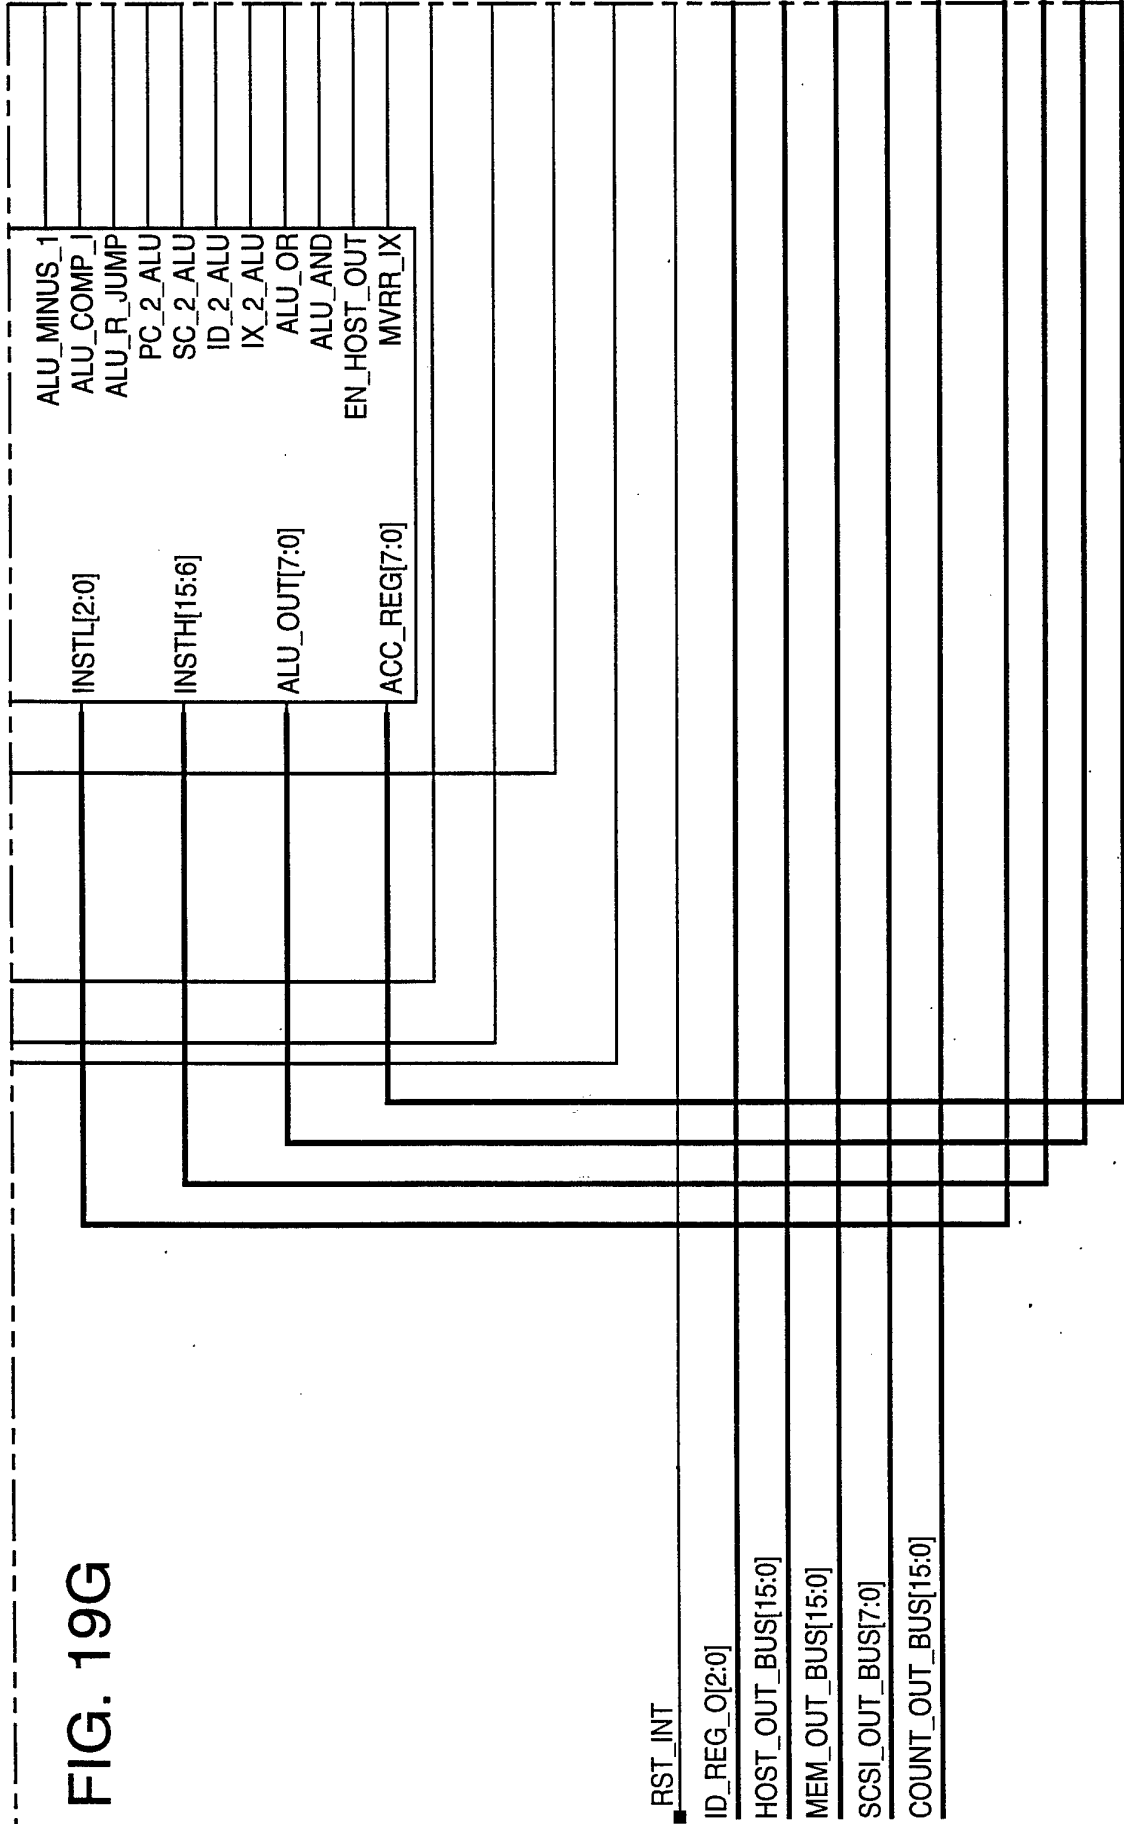 FIG. 19G
INSTL[2:0]
INSTH[15:6]
ALU_OUT[7:0]
ACC_REG[7:0]
ALU_MINUS_1
ALU_COMP_I
ALU_R_JUMP
PC_2_ALU
SC_2_ALU
ID_2_ALU
IX_2_ALU
ALU_OR
ALU_AND
EN_HOST_OUT
MVRR_IX
RST_INT
ID_REG_O[2:0]
HOST_OUT_BUS[15:0]
MEM_OUT_BUS[15:0]
SCSI_OUT_BUS[7:0]
COUNT_OUT_BUS[15:0]